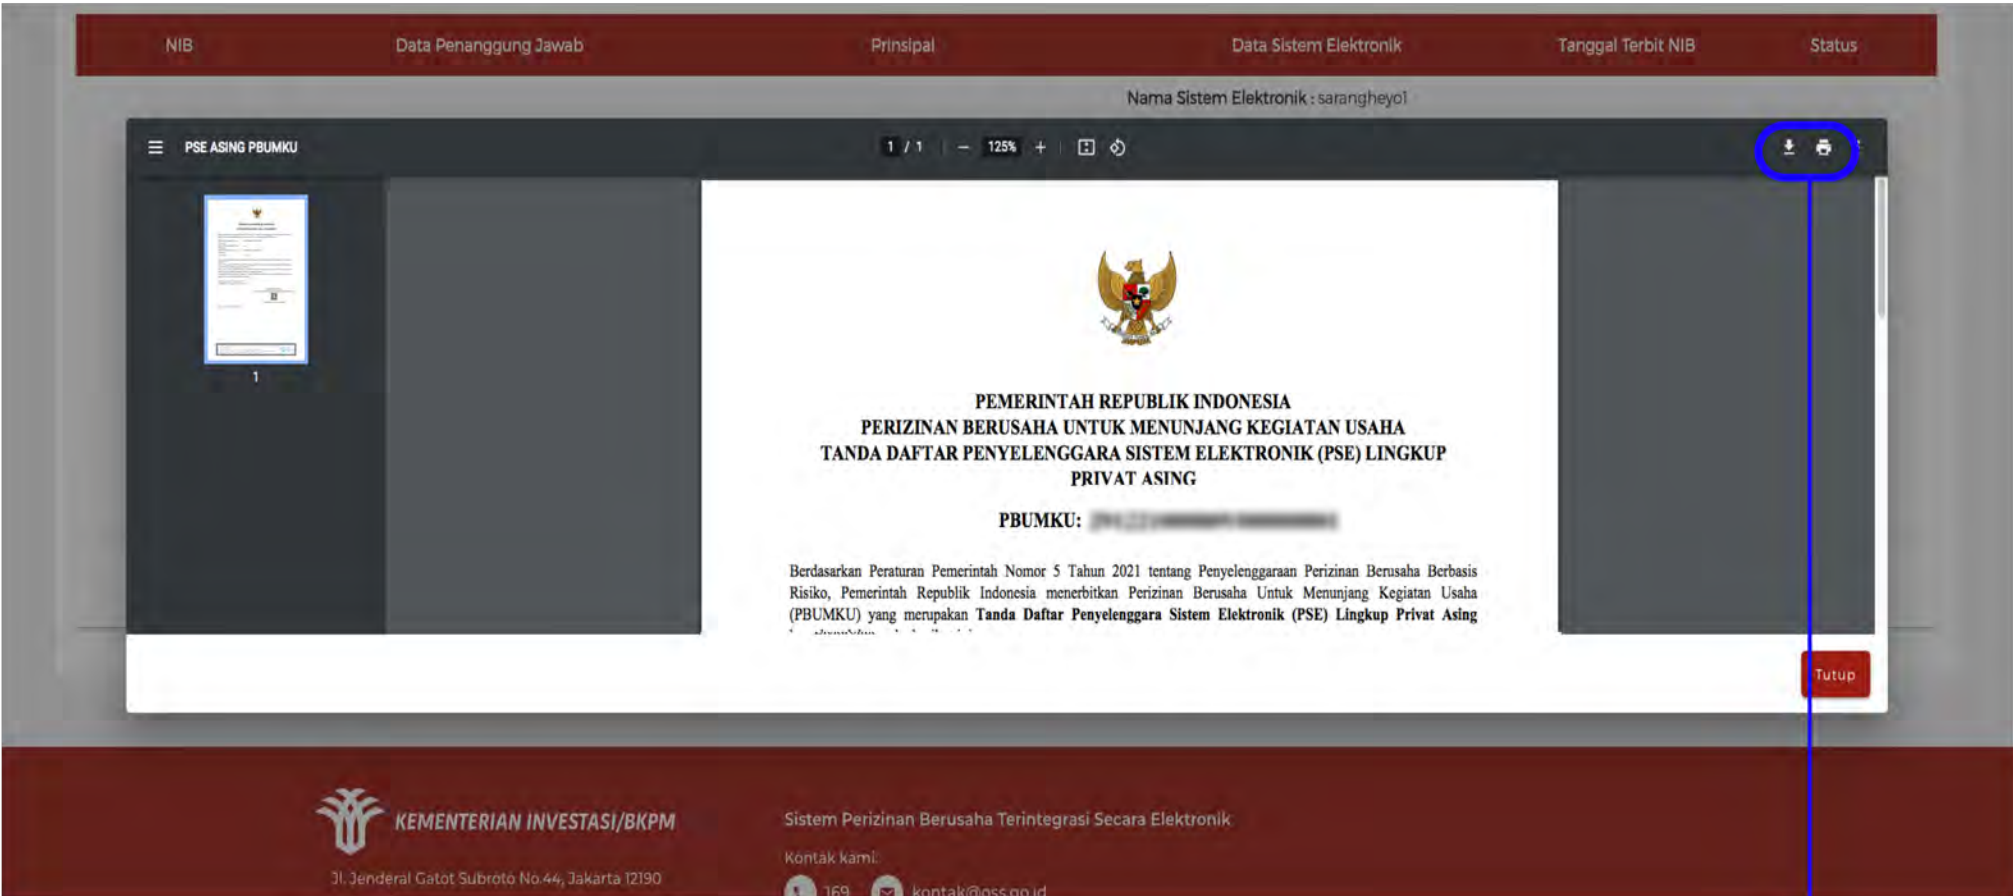 NIB Data Penanggung Jawab Prinsipal Data Sistem Elektronik Tanggal Terbit NIB Status
Nama Sistem Elektronik : sarangheyo1
PSE ASING PBUMKU 1 / 1 − 125% +
1
PEMERINTAH REPUBLIK INDONESIA
PERIZINAN BERUSAHA UNTUK MENUNJANG KEGIATAN USAHA
TANDA DAFTAR PENYELENGGARA SISTEM ELEKTRONIK (PSE) LINGKUP
PRIVAT ASING
PBUMKU:
Berdasarkan Peraturan Pemerintah Nomor 5 Tahun 2021 tentang Penyelenggaraan Perizinan Berusaha Berbasis
Risiko, Pemerintah Republik Indonesia menerbitkan Perizinan Berusaha Untuk Menunjang Kegiatan Usaha
(PBUMKU) yang merupakan Tanda Daftar Penyelenggara Sistem Elektronik (PSE) Lingkup Privat Asing
Tutup
KEMENTERIAN INVESTASI/BKPM
Jl. Jenderal Gatot Subroto No.44, Jakarta 12190
Sistem Perizinan Berusaha Terintegrasi Secara Elektronik
Kontak kami:
169 kontak@oss.go.id